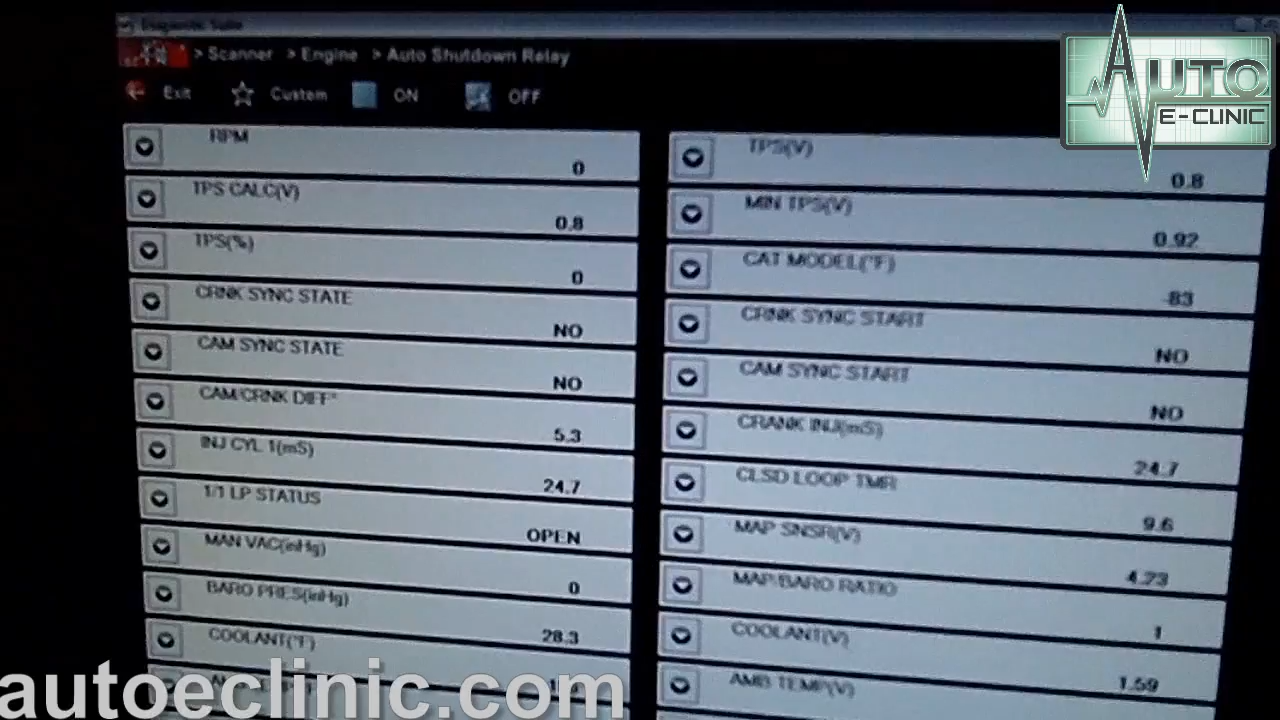 Diagnostic Suite
> Scanner > Engine > Auto Shutdown Relay
Exit Custom ON OFF
AUTO
E-CLINIC
RPM
0
TPS(V)
0.8
TPS CALC(V)
0.8
MIN TPS(V)
0.92
TPS(%)
0
CAT MODEL(°F)
-83
CRNK SYNC STATE
NO
CRNK SYNC START
NO
CAM SYNC STATE
NO
CAM SYNC START
NO
CAM/CRNK DIFF°
5.3
CRANK INJ(mS)
24.7
INJ CYL 1(mS)
24.7
CLSD LOOP TMR
9.6
1/1 LP STATUS
OPEN
MAP SNSR(V)
4.23
MAN VAC(inHg)
0
MAP/BARO RATIO
1
BARO PRES(inHg)
28.3
COOLANT(V)
1.59
COOLANT(°F)
AMB TEMP(V)
autoeclinic.com